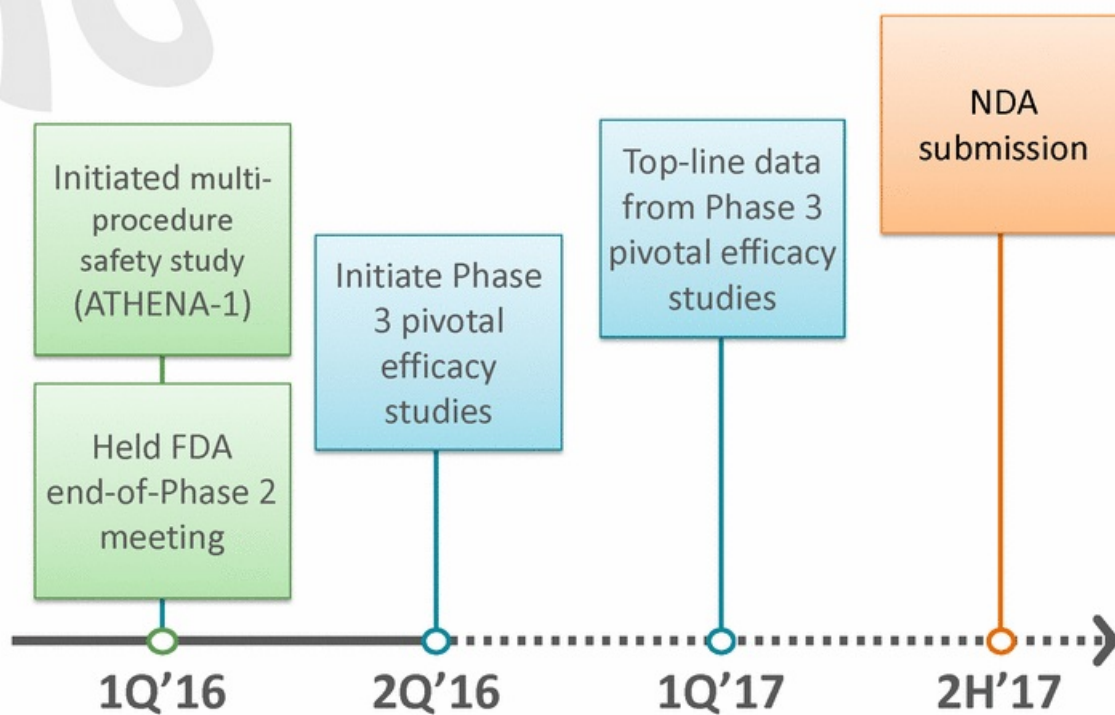 Initiated multi-
procedure
safety study
(ATHENA-1)
Held FDA
end-of-Phase 2
meeting
Initiate Phase
3 pivotal
efficacy
studies
Top-line data
from Phase 3
pivotal efficacy
studies
NDA
submission
1Q’16
2Q’16
1Q’17
2H’17